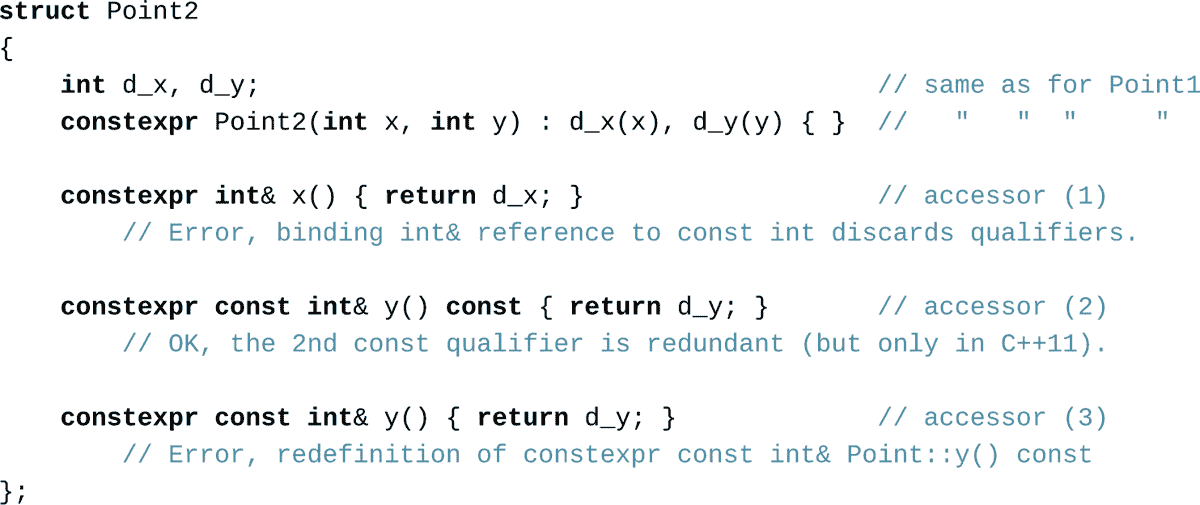 struct Point2
{
    int d_x, d_y;                                        // same as for Point1
    constexpr Point2(int x, int y) : d_x(x), d_y(y) { }  //   "   "  "     "
    constexpr int& x() { return d_x; }                   // accessor (1)
        // Error, binding int& reference to const int discards qualifiers.
    constexpr const int& y() const { return d_y; }       // accessor (2)
        // OK, the 2nd const qualifier is redundant (but only in C++11).
    constexpr const int& y() { return d_y; }             // accessor (3)
        // Error, redefinition of constexpr const int& Point::y() const
};